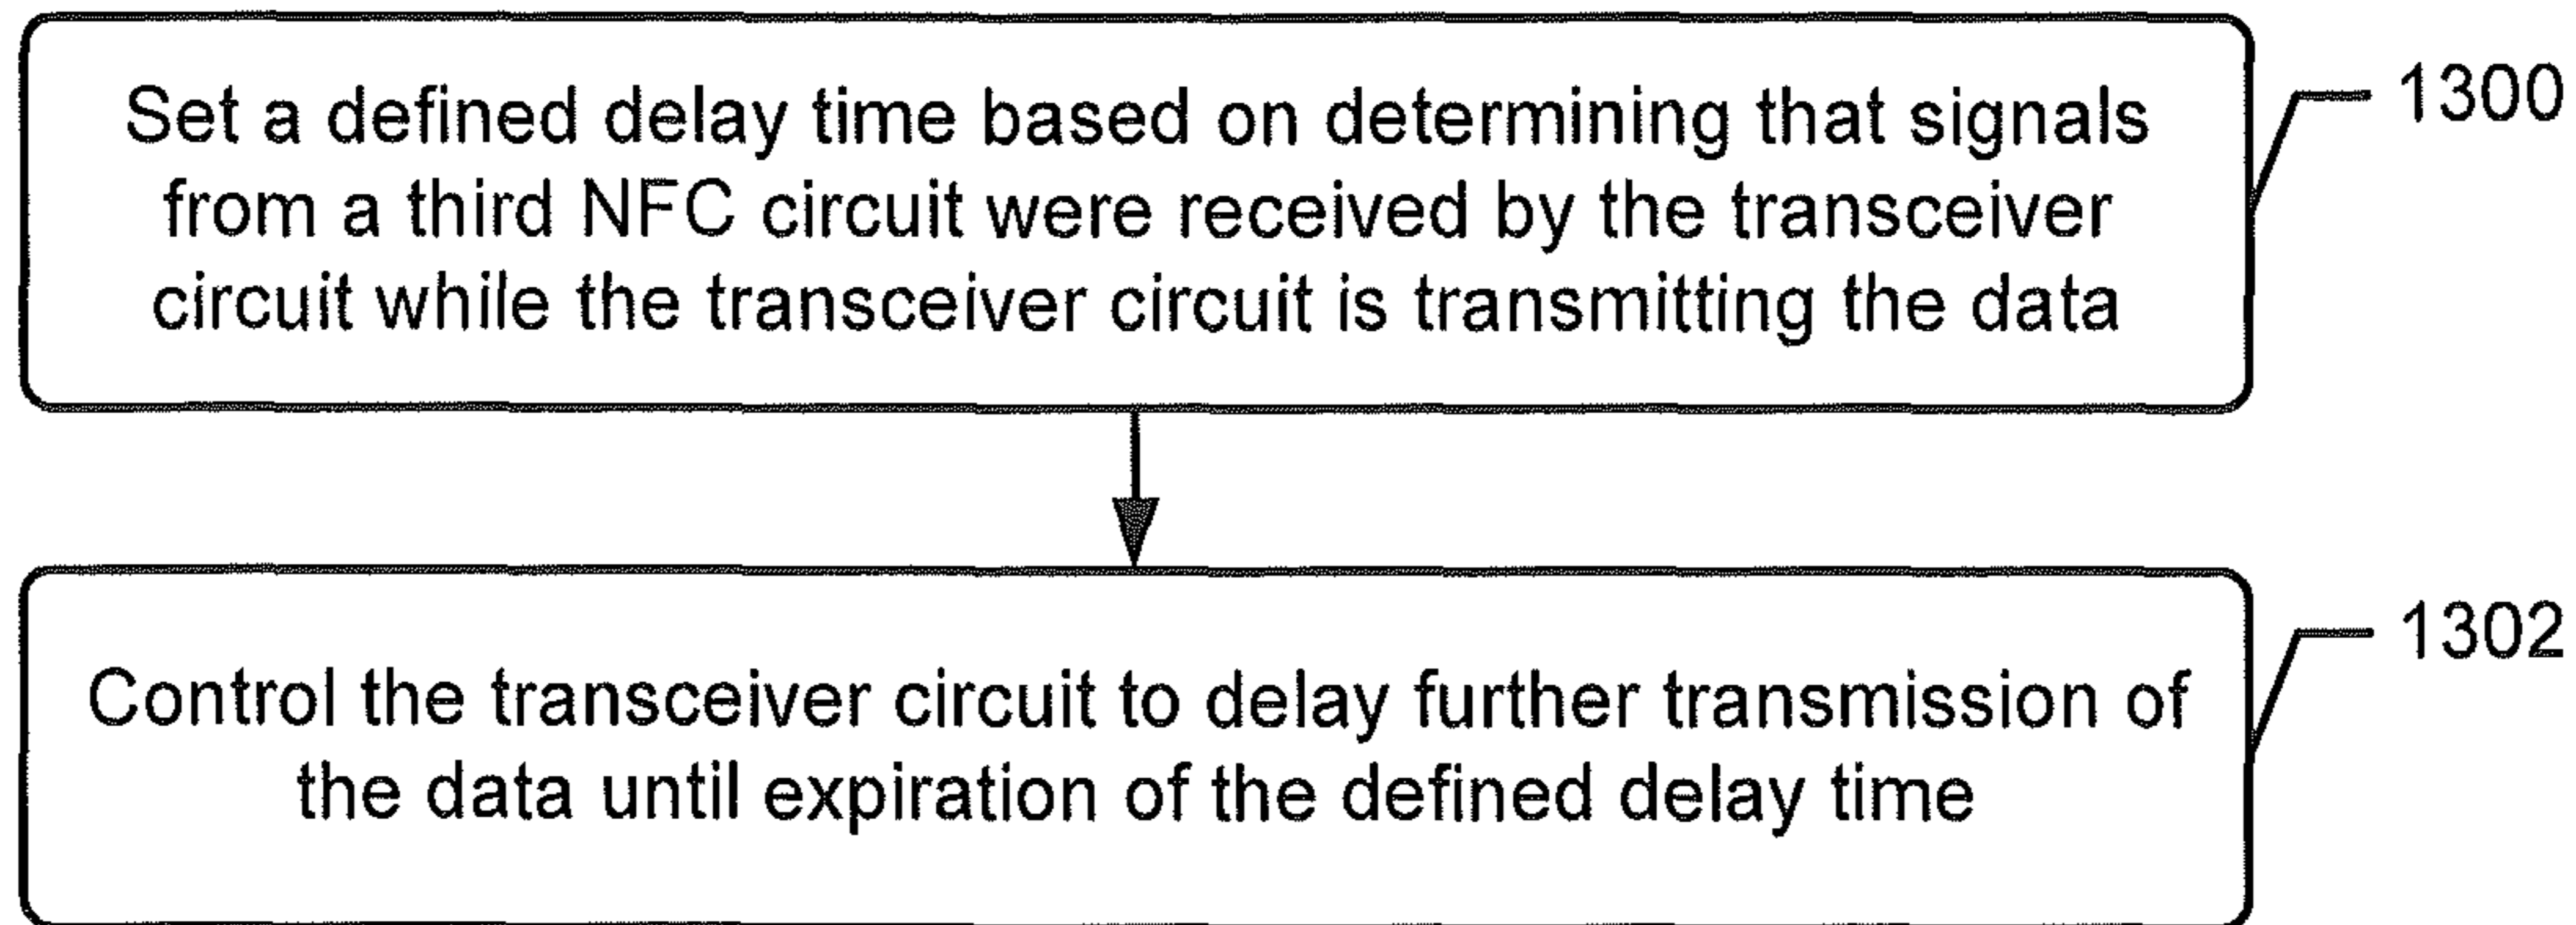 Set a defined delay time based on determining that signals
from a third NFC circuit were received by the transceiver
circuit while the transceiver circuit is transmitting the data
1300
Control the transceiver circuit to delay further transmission of
the data until expiration of the defined delay time
1302